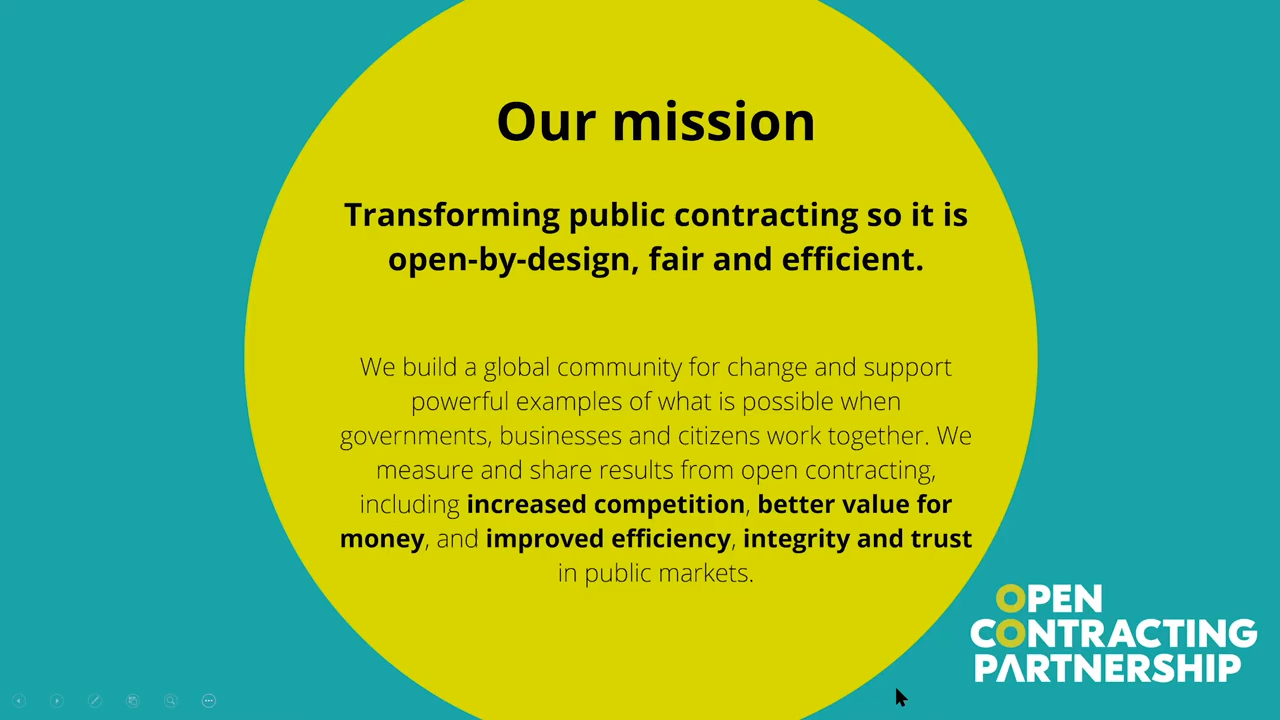 Our mission
Transforming public contracting so it is
open-by-design, fair and efficient.
We build a global community for change and support
powerful examples of what is possible when
governments, businesses and citizens work together. We
measure and share results from open contracting,
including increased competition, better value for
money, and improved efficiency, integrity and trust
in public markets.
OPEN
CONTRACTING
PARTNERSHIP